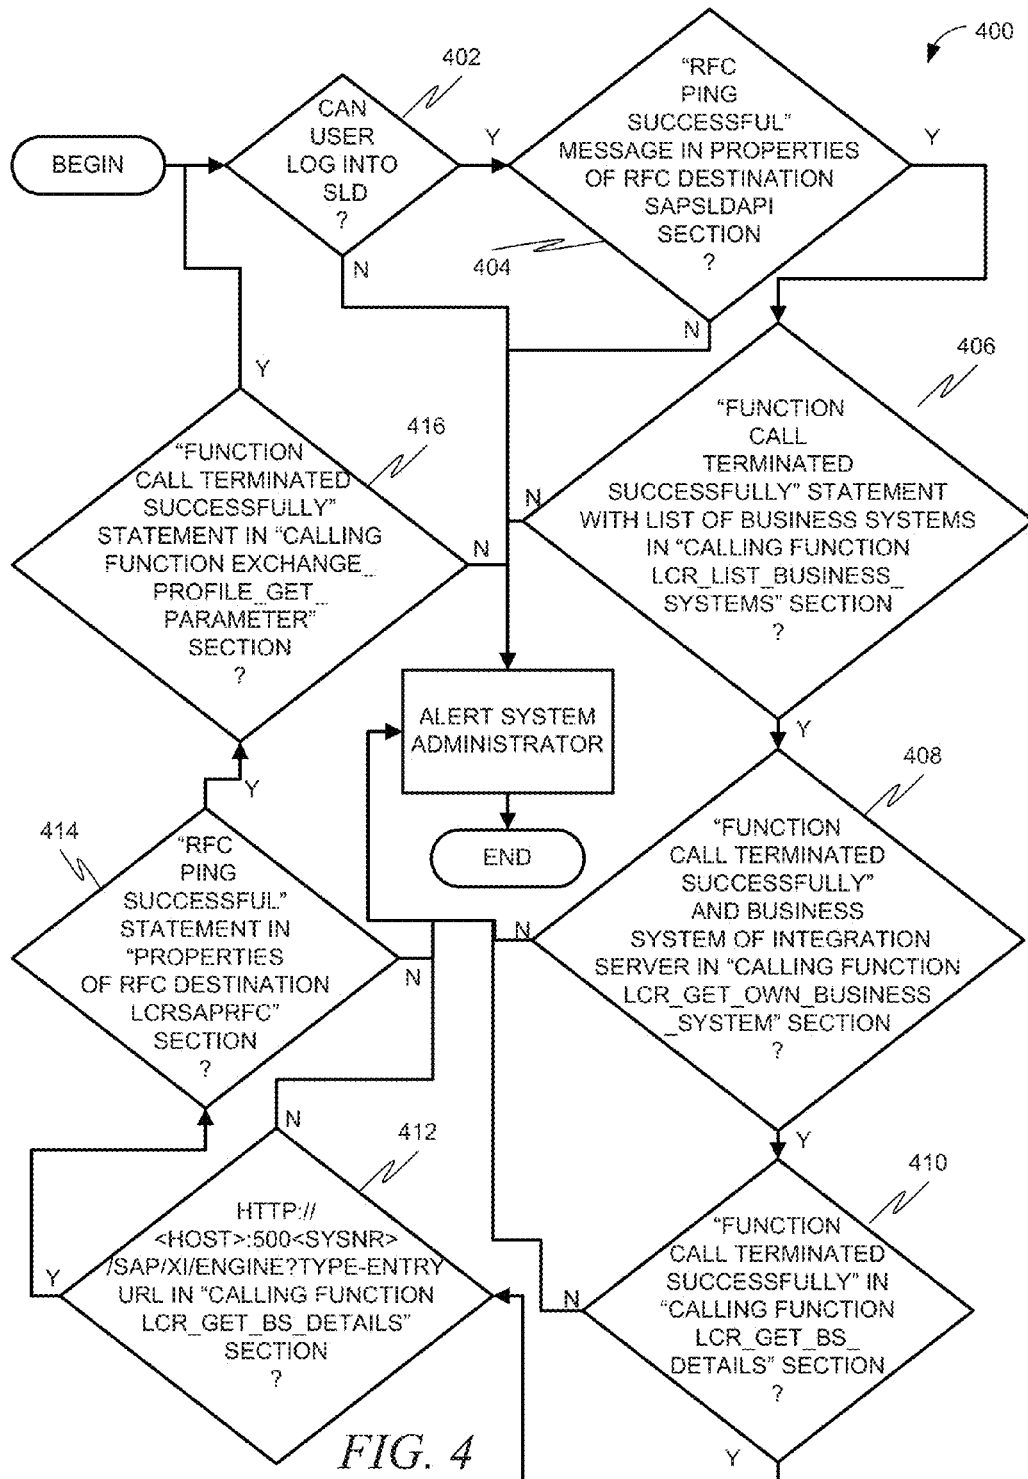 400
402
BEGIN
CAN
USER
LOG INTO
SLD
?
Y
N
"RFC
PING
SUCCESSFUL"
MESSAGE IN PROPERTIES
OF RFC DESTINATION
SAPSLDAPI
SECTION
?
404
Y
N
406
"FUNCTION
CALL
TERMINATED
SUCCESSFULLY" STATEMENT
WITH LIST OF BUSINESS SYSTEMS
IN "CALLING FUNCTION
LCR_LIST_BUSINESS_
SYSTEMS" SECTION
?
N
Y
Y
416
"FUNCTION
CALL TERMINATED
SUCCESSFULLY"
STATEMENT IN "CALLING
FUNCTION EXCHANGE_
PROFILE_GET_
PARAMETER"
SECTION
?
N
ALERT SYSTEM
ADMINISTRATOR
END
408
"FUNCTION
CALL TERMINATED
SUCCESSFULLY"
AND BUSINESS
SYSTEM OF INTEGRATION
SERVER IN "CALLING FUNCTION
LCR_GET_OWN_BUSINESS
_SYSTEM" SECTION
?
N
Y
Y
414
"RFC
PING
SUCCESSFUL"
STATEMENT IN
"PROPERTIES
OF RFC DESTINATION
LCRSAPRFC"
SECTION
?
N
N
412
HTTP://
<HOST>:500<SYSNR>
/SAP/XI/ENGINE?TYPE-ENTRY
URL IN "CALLING FUNCTION
LCR_GET_BS_DETAILS"
SECTION
?
Y
410
"FUNCTION
CALL TERMINATED
SUCCESSFULLY" IN
"CALLING FUNCTION
LCR_GET_BS_
DETAILS" SECTION
?
N
Y
FIG. 4